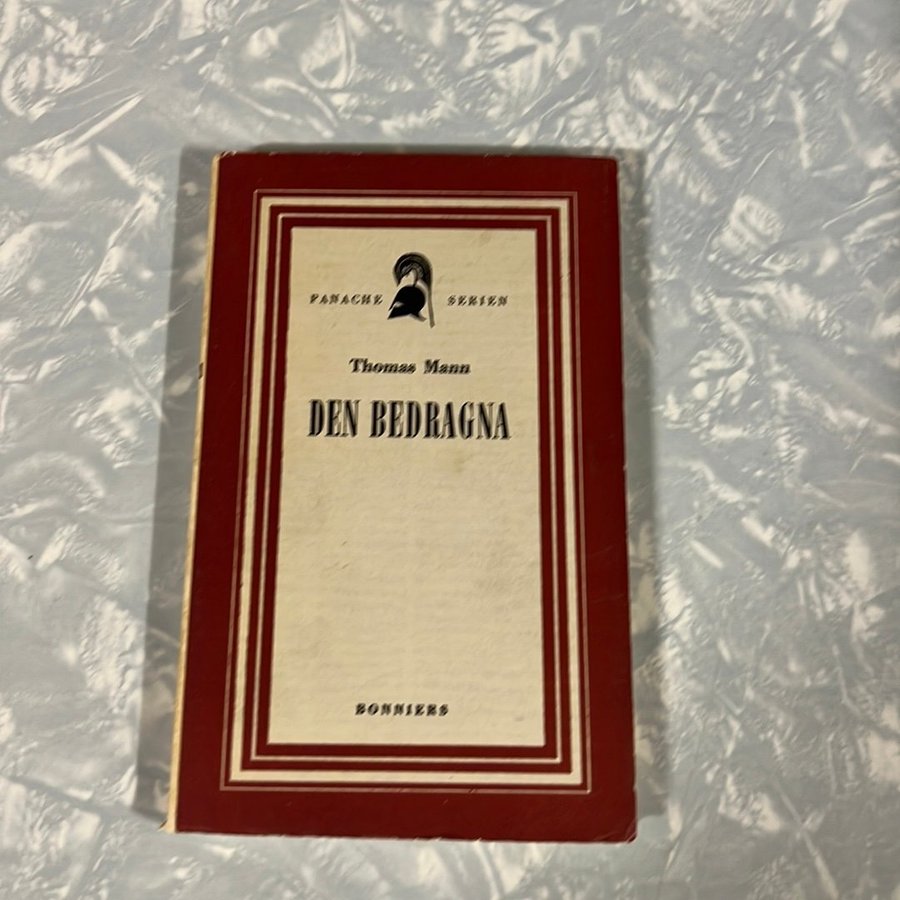 PANACHE SERIEN
Thomas Mann
DEN BEDRAGNA
BONNIERS